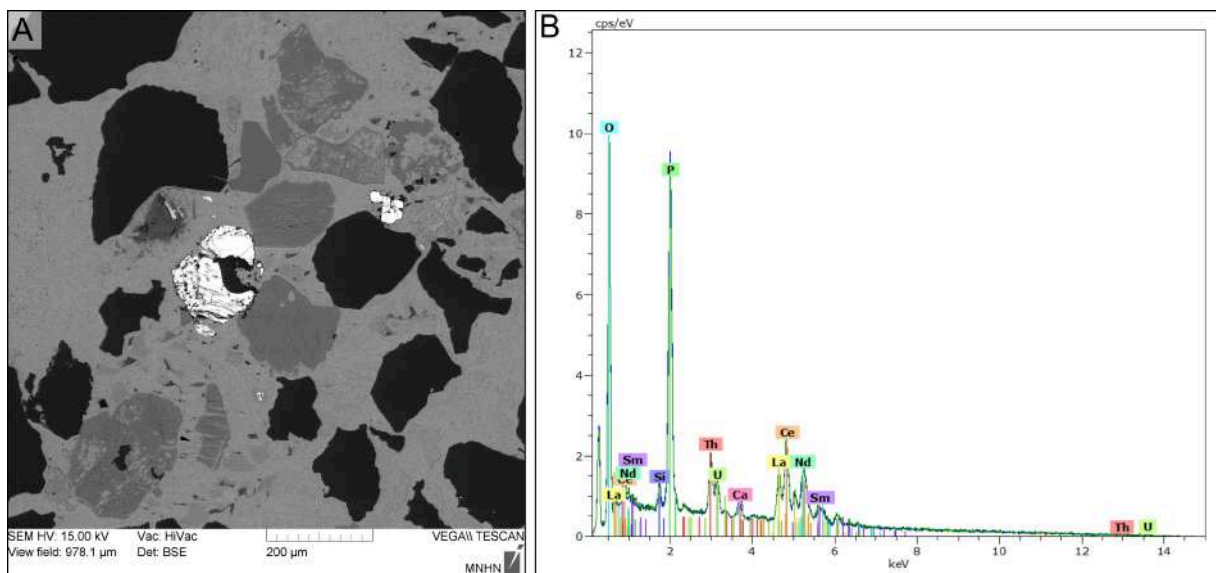 A
SEM HV: 15.00 kV
Vac: HiVac
VEGA\\ TESCAN
View field: 978.1 µm
Det: BSE
200 µm
MNHN
B
cps/eV
12
10
8
6
4
2
0
O
P
Th
U
Ce
La
Nd
Sm
Sm
Nd
Ce
La
Si
Ca
Th
U
2
4
6
8
10
12
14
keV